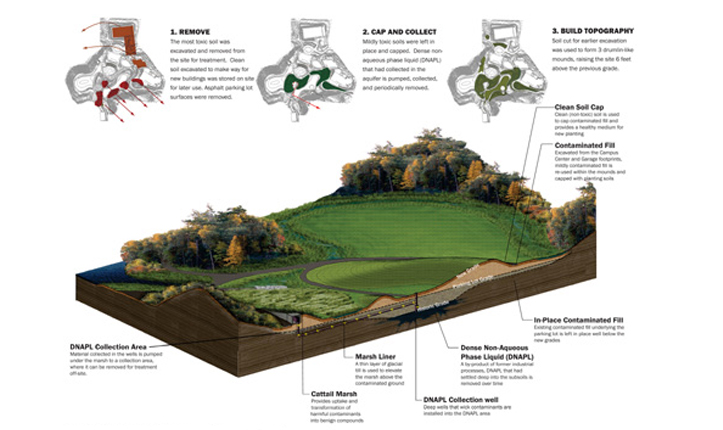 1. REMOVE
The most toxic soil was
excavated and removed from
the site for treatment. Clean
soil excavated to make way for
new buildings was stored on site
for later use. Asphalt parking lot
surfaces were removed.
2. CAP AND COLLECT
Mildly toxic soils were left in
place and capped. Dense non-
aqueous phase liquid (DNAPL)
that had collected in the
aquifer is pumped, collected,
and periodically removed.
3. BUILD TOPOGRAPHY
Soil cut for earlier excavation
was used to form 3 drumlin-like
mounds, raising the site 6 feet
above the previous grade.
Clean Soil Cap
Clean (non-toxic) soil is used
to cap contaminated fill and
provides a healthy medium for
new planting
Contaminated Fill
Excavated from the Campus
Center and Garage footprints,
mildly contaminated fill is
re-used within the mounds and
capped with planting soils
New Grade
Parking Lot Grade
In-Place Contaminated Fill
Existing contaminated fill underlying the
parking lot is left in place well below the
new grades
DNAPL Collection Area
Material collected in the wells is pumped
under the marsh to a collection area,
where it can be removed for treatment
off-site.
Marsh Liner
A thin layer of glacial
till is used to elevate
the marsh above the
contaminated ground
Dense Non-Aqueous
Phase Liquid (DNAPL)
A by-product of former industrial
processes, DNAPL that had
settled deep into the subsoils is
removed over time
Cattail Marsh
Provides uptake and
transformation of
harmful contaminants
into benign compounds
DNAPL Collection well
Deep wells that wick contaminants are
installed into the DNAPL area